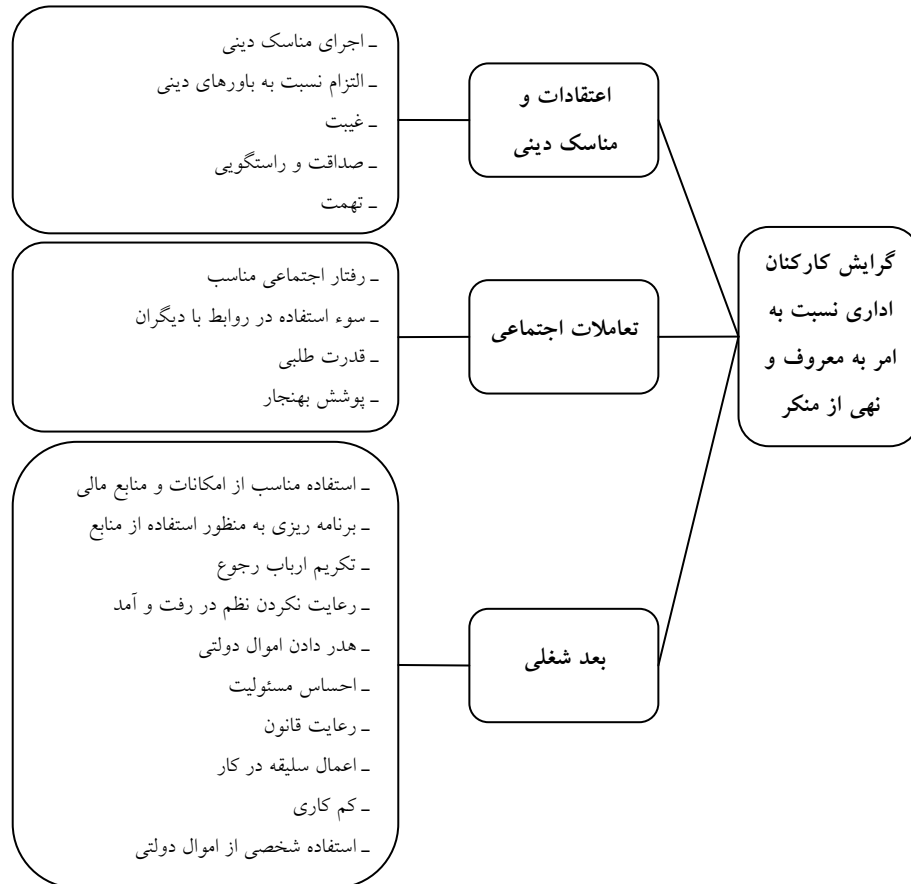 گرایش کارکنان
اداری نسبت به
امر به معروف و
نهی از منکر
اعتقادات و
مناسک دینی
ـ اجرای مناسک دینی
ـ التزام نسبت به باورهای دینی
ـ غیبت
ـ صداقت و راستگویی
ـ تهمت
تعاملات اجتماعی
ـ رفتار اجتماعی مناسب
ـ سوء استفاده در روابط با دیگران
ـ قدرت طلبی
ـ پوشش بهنجار
بعد شغلی
ـ استفاده مناسب از امکانات و منابع مالی
ـ برنامه ریزی به منظور استفاده از منابع
ـ تکریم ارباب رجوع
ـ رعایت نکردن نظم در رفت و آمد
ـ هدر دادن اموال دولتی
ـ احساس مسئولیت
ـ رعایت قانون
ـ اعمال سلیقه در کار
ـ کم کاری
ـ استفاده شخصی از اموال دولتی